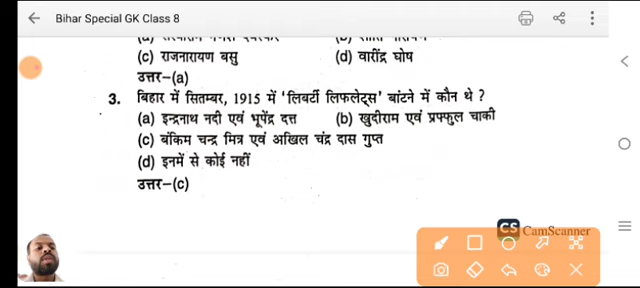 Bihar Special GK Class 8
(c) राजनारायण बसु (d) वारींद्र घोष
उत्तर–(a)
3. बिहार में सितम्बर, 1915 में ‘लिबर्टी लिफलेट्स’ बांटने में कौन थे ?
(a) इन्द्रनाथ नदी एवं भूपेंद्र दत्त (b) खुदीराम एवं प्रफ्फुल चाकी
(c) बंकिम चन्द्र मित्र एवं अखिल चंद्र दास गुप्त
(d) इनमें से कोई नहीं
उत्तर–(c)
CS CamScanner